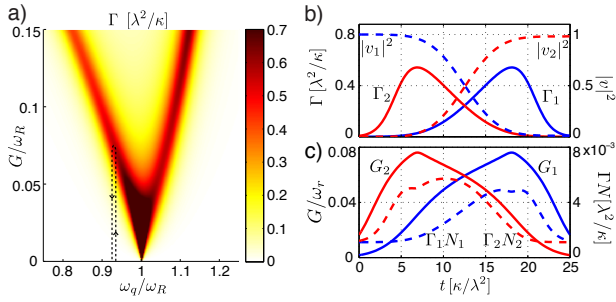 a)
Γ [λ²/κ]
G/ω_R
0.15
0.1
0.05
0
0.8
0.9
1
1.1
ω_q/ω_R
0.7
0.6
0.5
0.4
0.3
0.2
0.1
0
b)
Γ[λ²/κ]
0.8
0.4
0
|v₁|²
|v₂|²
Γ₂
Γ₁
1
0.5
0
|v|²
c)
G/ω_r
0.08
0.04
0
G₂
G₁
Γ₁N₁
Γ₂N₂
8 ×10⁻³
4
0
ΓN[λ²/κ]
0 5 10 15 20 25
t[κ/λ²]